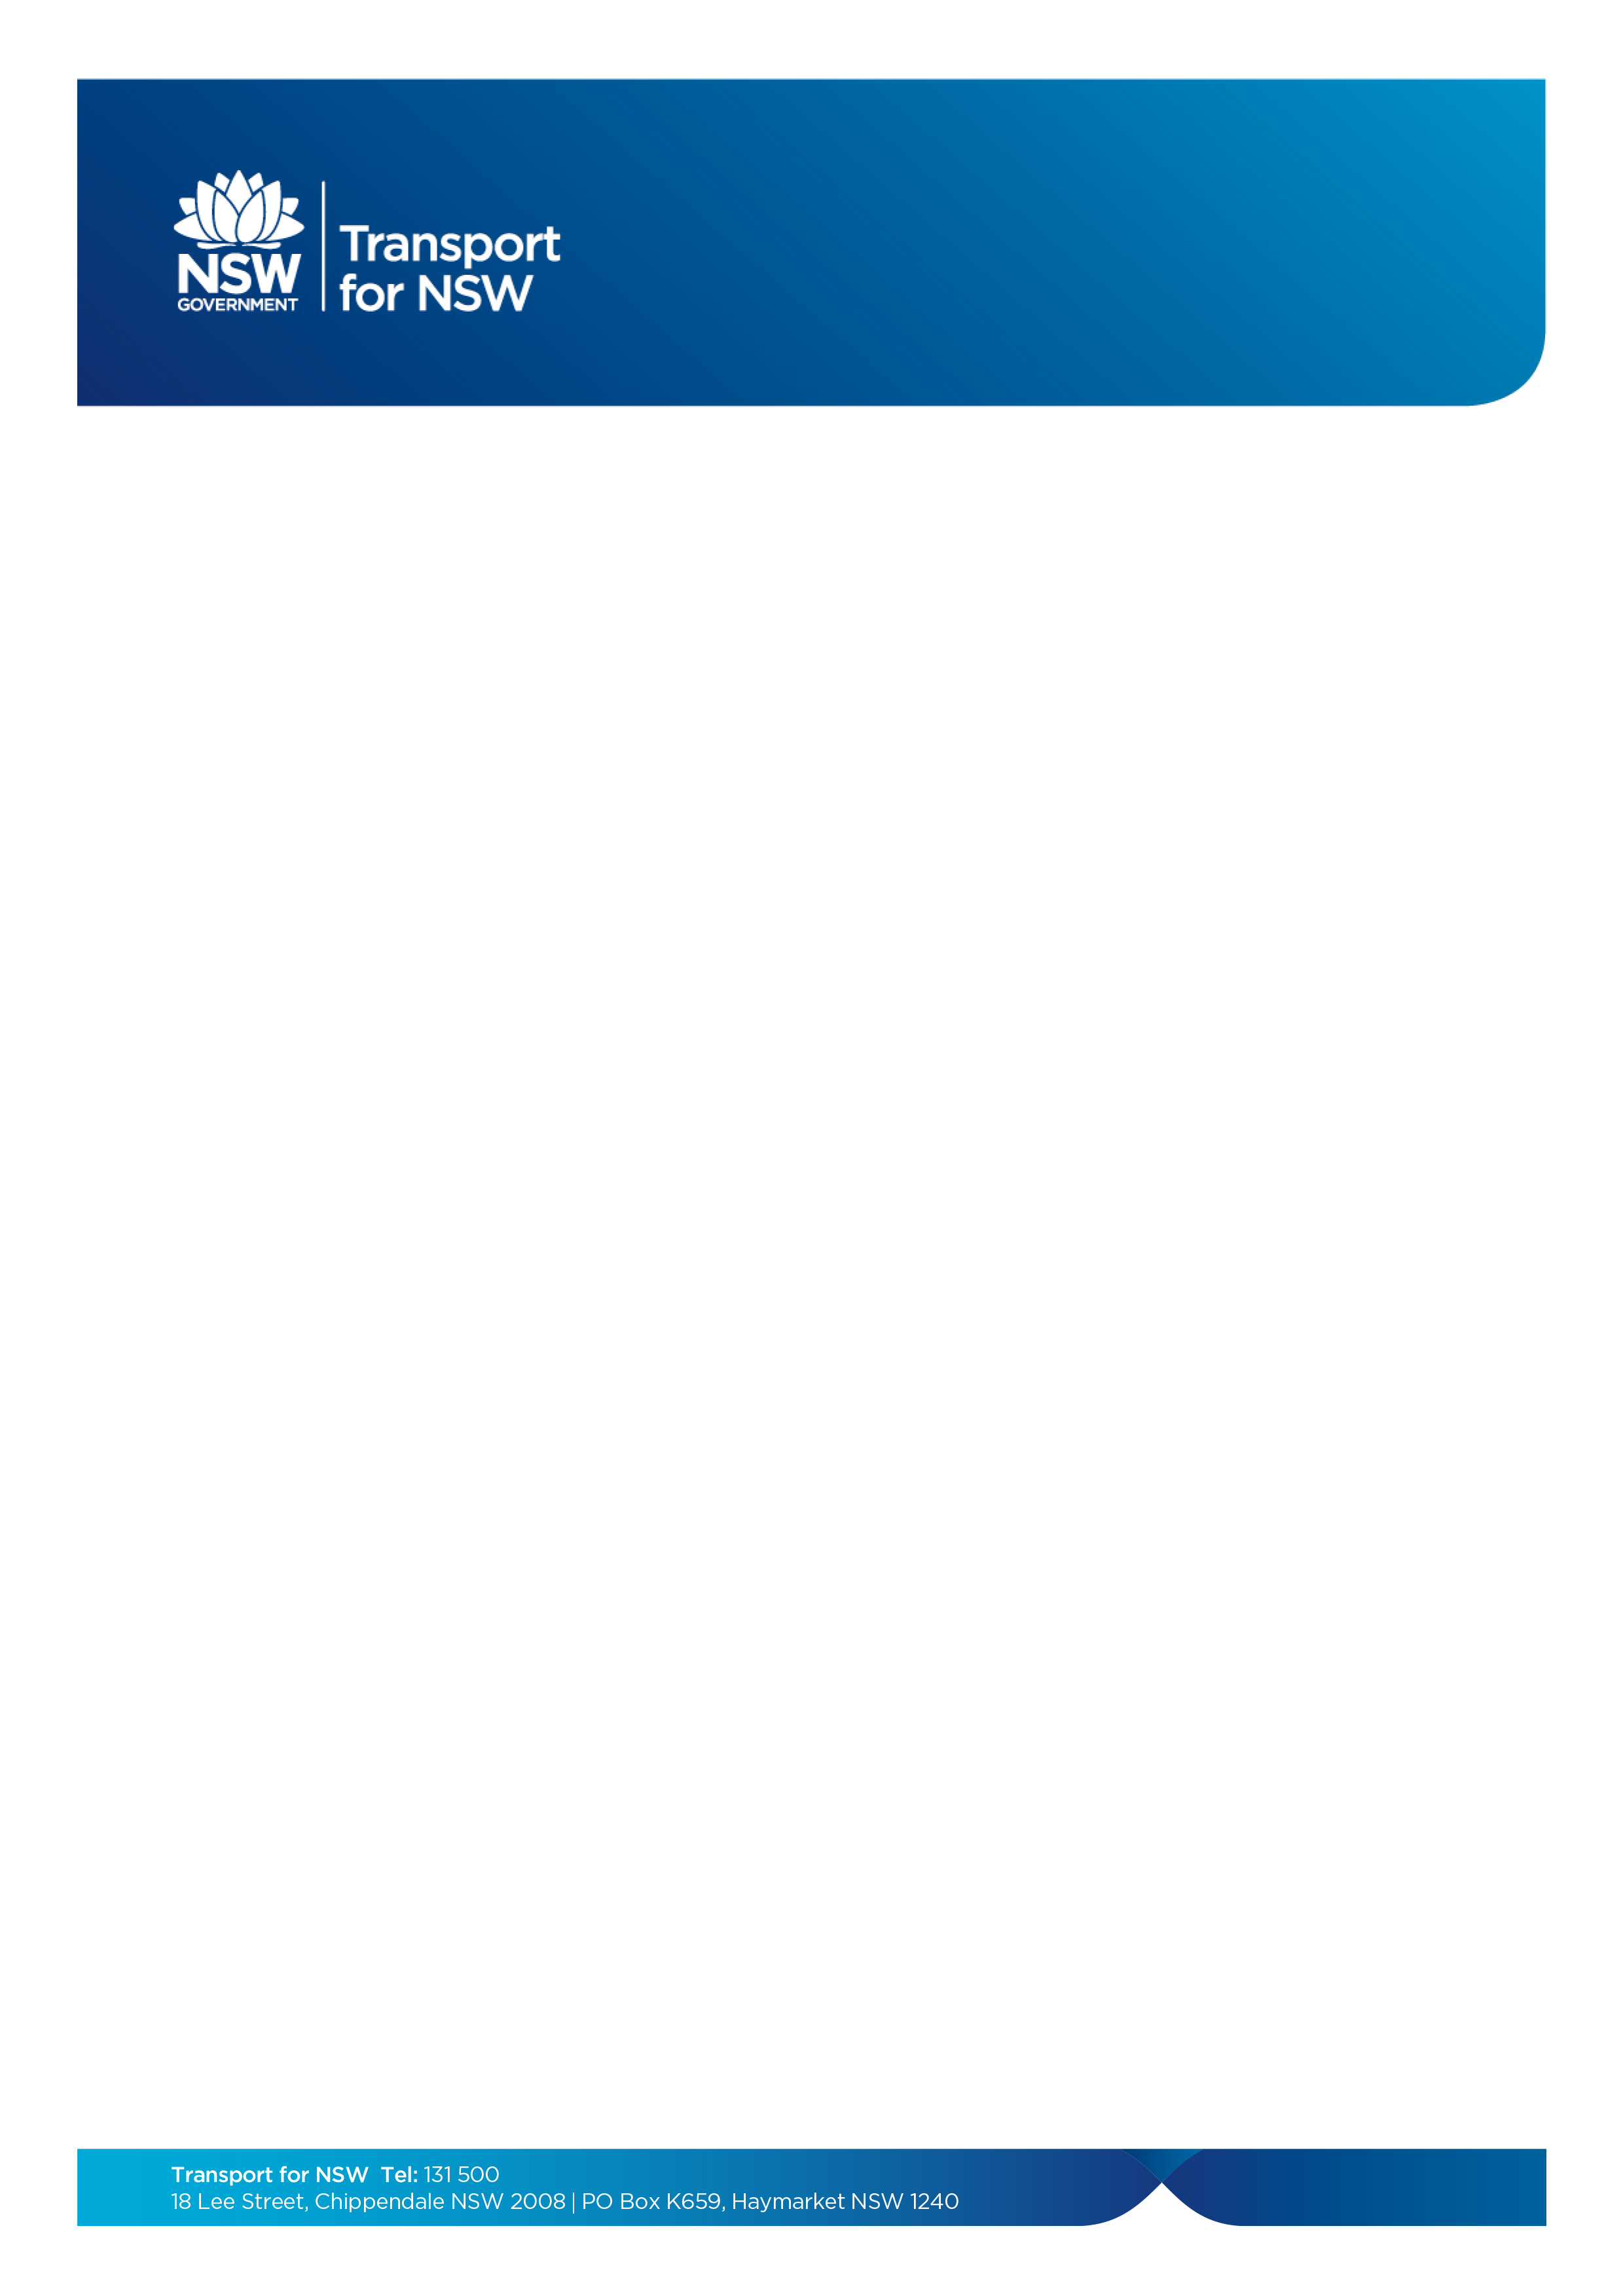 NSW
GOVERNMENT
Transport
for NSW
Transport for NSW Tel: 131 500
18 Lee Street, Chippendale NSW 2008 | PO Box K659, Haymarket NSW 1240